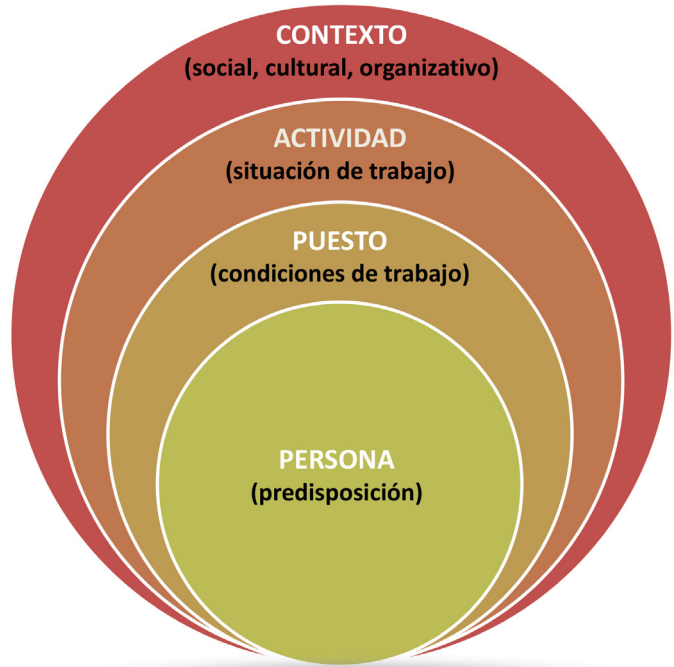 CONTEXTO
(social, cultural, organizativo)
ACTIVIDAD
(situación de trabajo)
PUESTO
(condiciones de trabajo)
PERSONA
(predisposición)